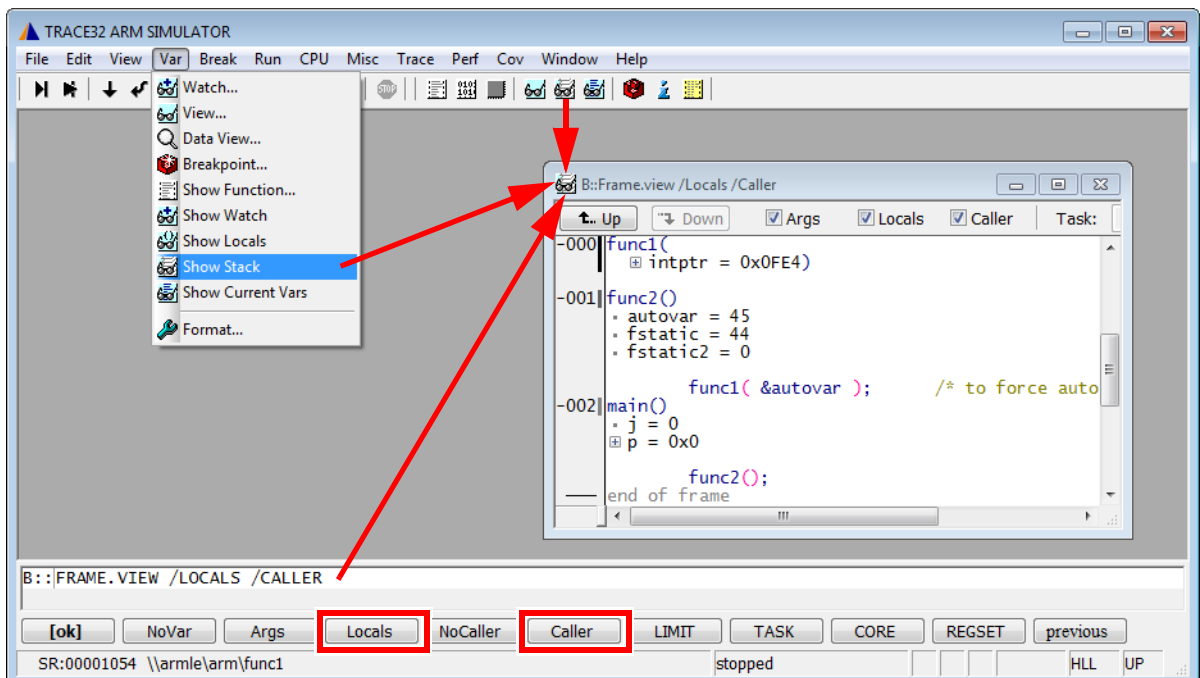 TRACE32 ARM SIMULATOR
File Edit View Var Break Run CPU Misc Trace Perf Cov Window Help
Watch...
View...
Data View...
Breakpoint...
Show Function...
Show Watch
Show Locals
Show Stack
Show Current Vars
Format...
STOP
B::Frame.view /Locals /Caller
Up Down Args Locals Caller Task:
-000 func1(
intptr = 0x0FE4)
-001 func2()
autovar = 45
fstatic = 44
fstatic2 = 0
func1( &autovar ); /* to force auto
-002 main()
j = 0
p = 0x0
func2();
end of frame
B::FRAME.VIEW /LOCALS /CALLER
[ok] NoVar Args Locals NoCaller Caller LIMIT TASK CORE REGSET previous
SR:00001054 \\armle\arm\func1 stopped HLL UP